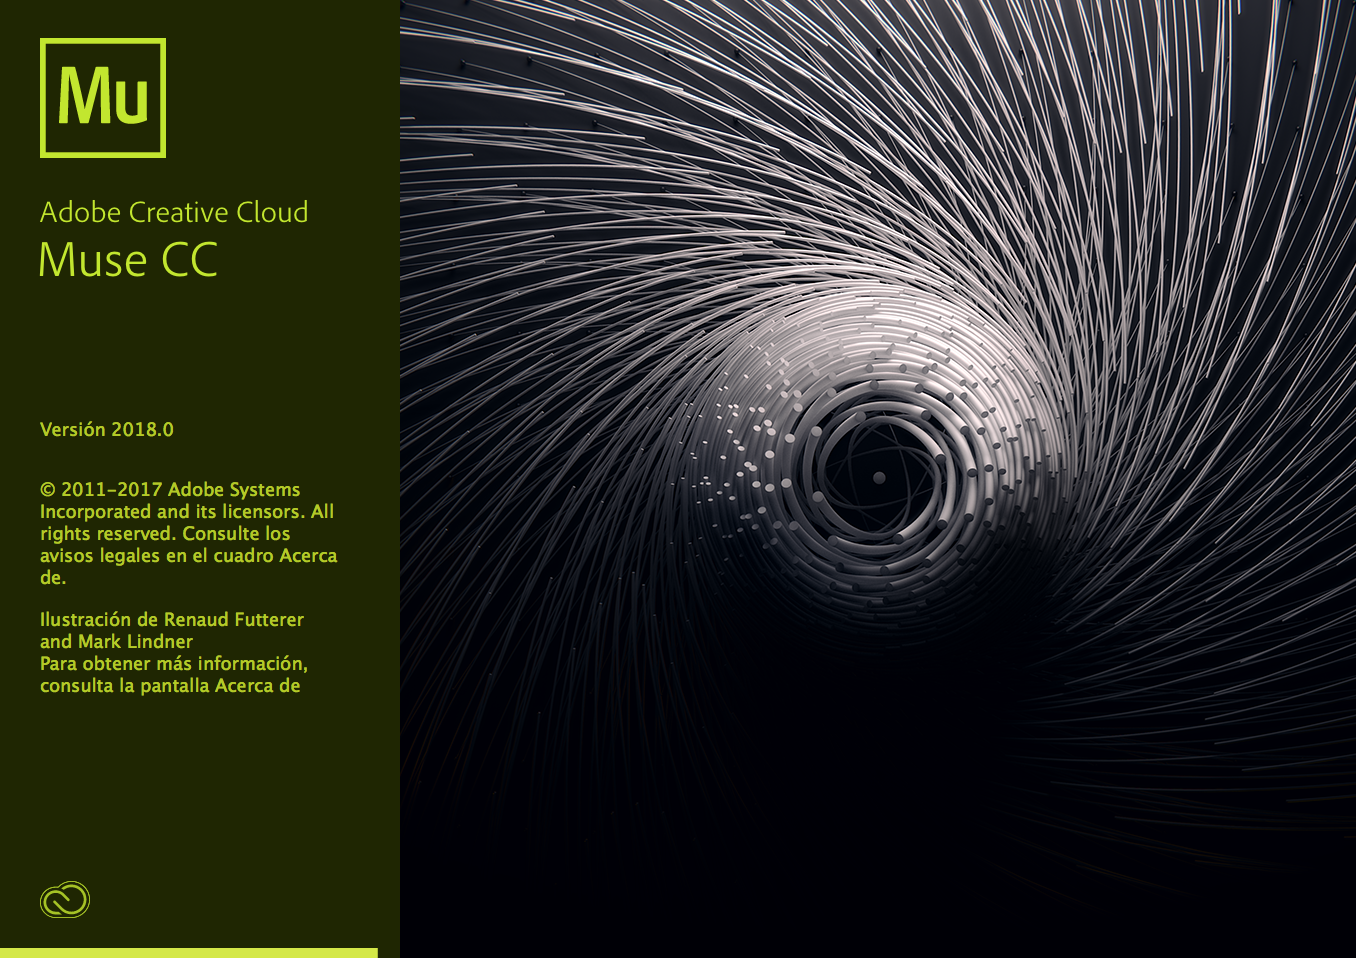 Mu
Adobe Creative Cloud
Muse CC
Versión 2018.0
© 2011-2017 Adobe Systems
Incorporated and its licensors. All
rights reserved. Consulte los
avisos legales en el cuadro Acerca
de.
Ilustración de Renaud Futterer
and Mark Lindner
Para obtener más información,
consulta la pantalla Acerca de